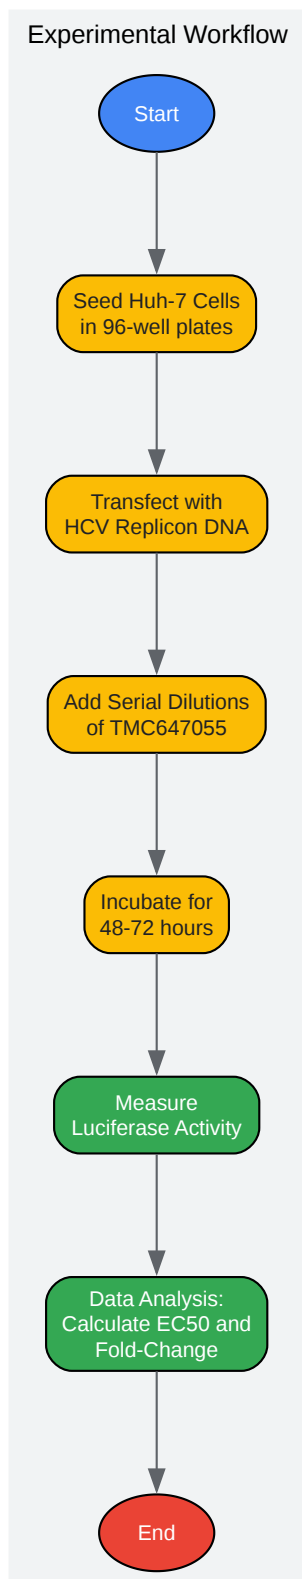 Experimental Workflow
Start
Seed Huh-7 Cells
in 96-well plates
Transfect with
HCV Replicon DNA
Add Serial Dilutions
of TMC647055
Incubate for
48-72 hours
Measure
Luciferase Activity
Data Analysis:
Calculate EC50 and
Fold-Change
End